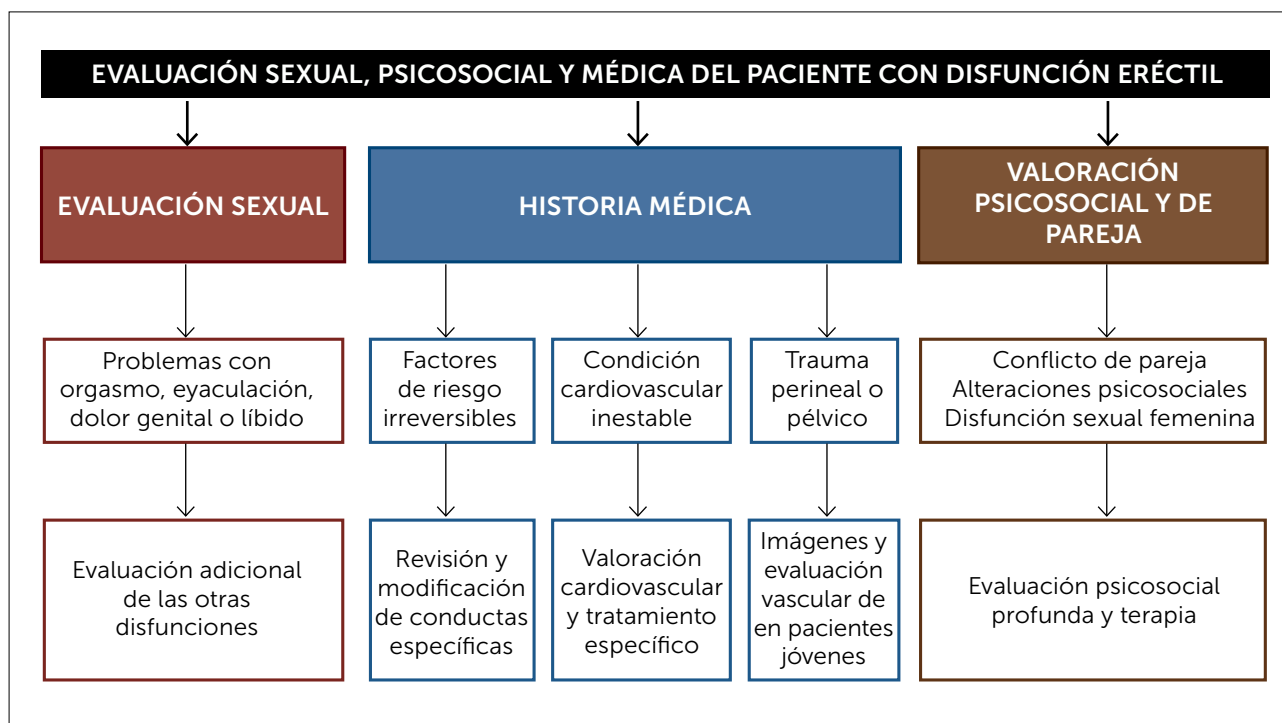 EVALUACIÓN SEXUAL, PSICOSOCIAL Y MÉDICA DEL PACIENTE CON DISFUNCIÓN ERÉCTIL
EVALUACIÓN SEXUAL
HISTORIA MÉDICA
VALORACIÓN
PSICOSOCIAL Y DE
PAREJA
Problemas con
orgasmo, eyaculación,
dolor genital o líbido
Factores
de riesgo
irreversibles
Condición
cardiovascular
inestable
Trauma
perineal o
pélvico
Conflicto de pareja
Alteraciones psicosociales
Disfunción sexual femenina
Evaluación adicional
de las otras
disfunciones
Revisión y
modificación
de conductas
específicas
Valoración
cardiovascular
y tratamiento
específico
Imágenes y
evaluación
vascular de
en pacientes
jóvenes
Evaluación psicosocial
profunda y terapia